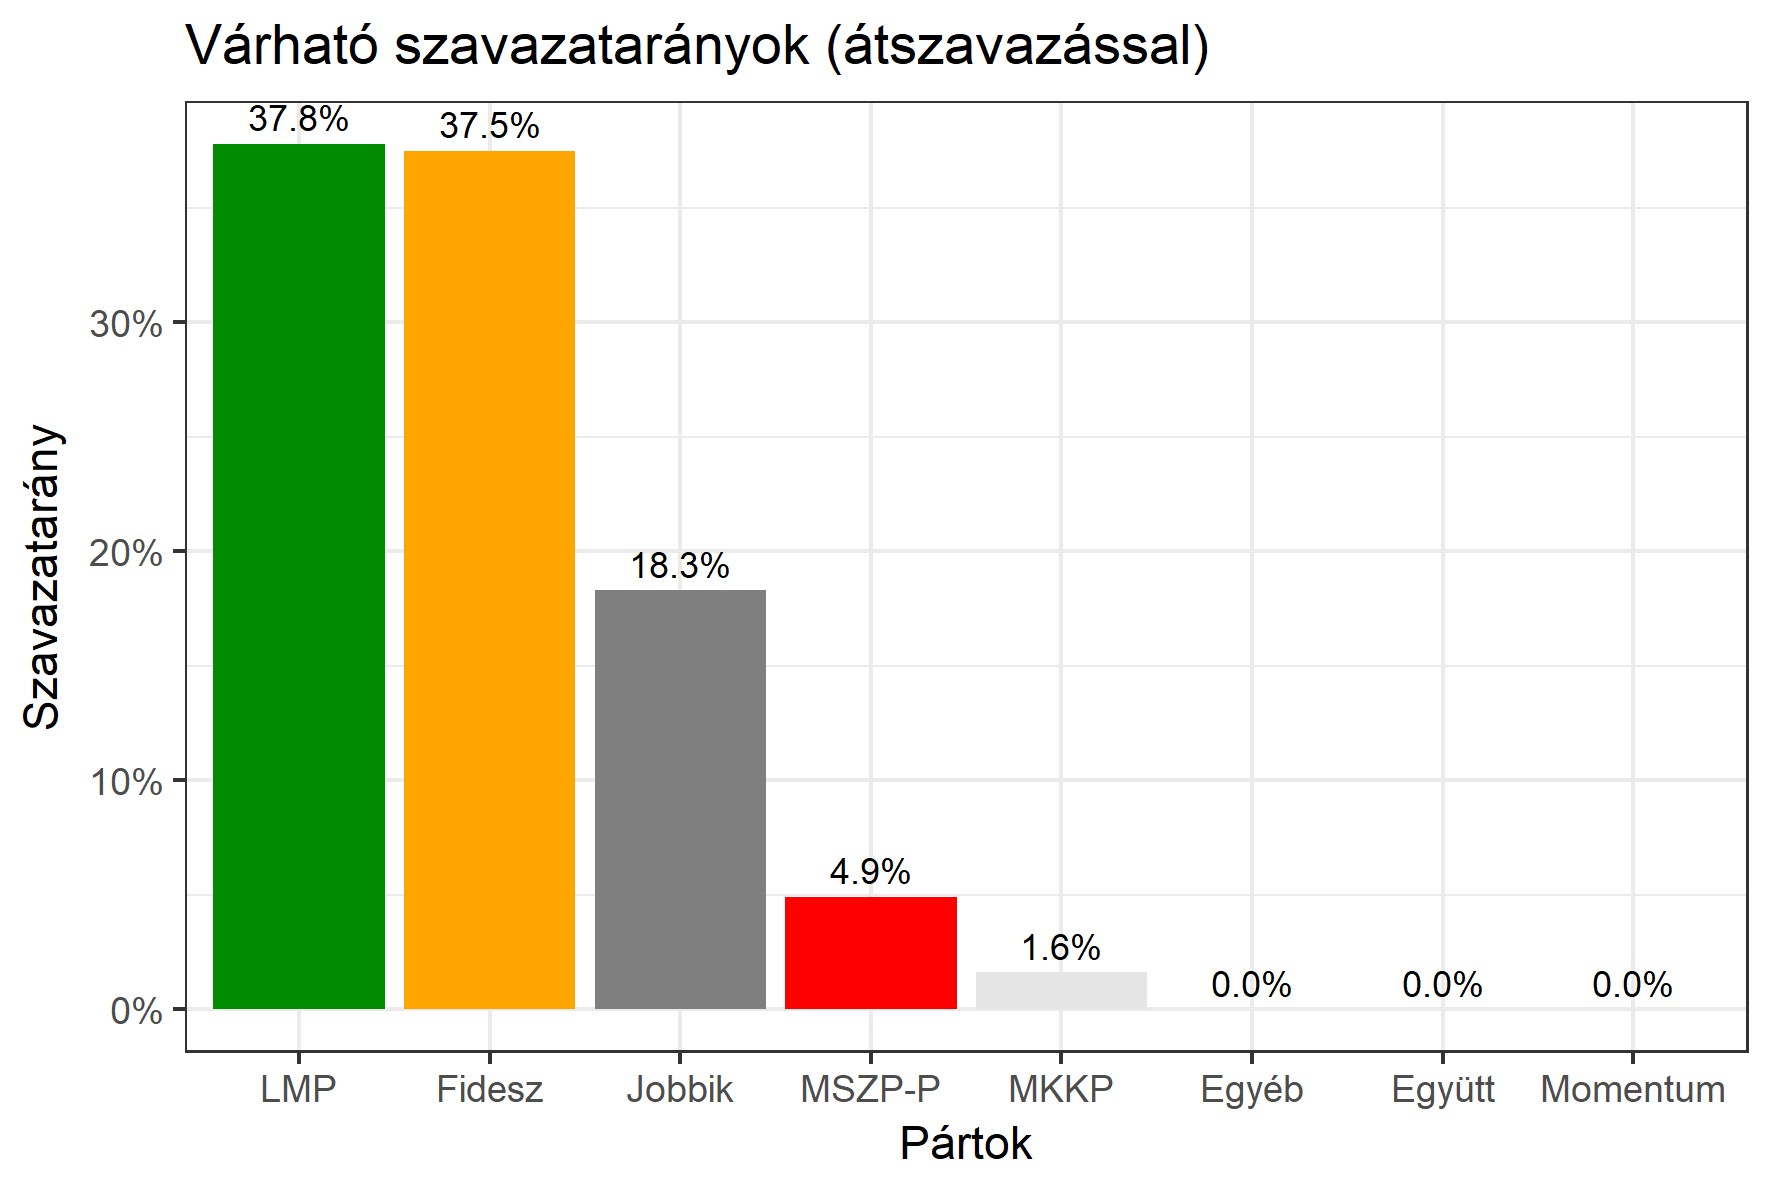 Várható szavazatarányok (átszavazással)
37.8%
37.5%
18.3%
4.9%
1.6%
0.0%
0.0%
0.0%
30%
20%
10%
0%
Szavazatarány
LMP
Fidesz
Jobbik
MSZP-P
MKKP
Egyéb
Együtt
Momentum
Pártok